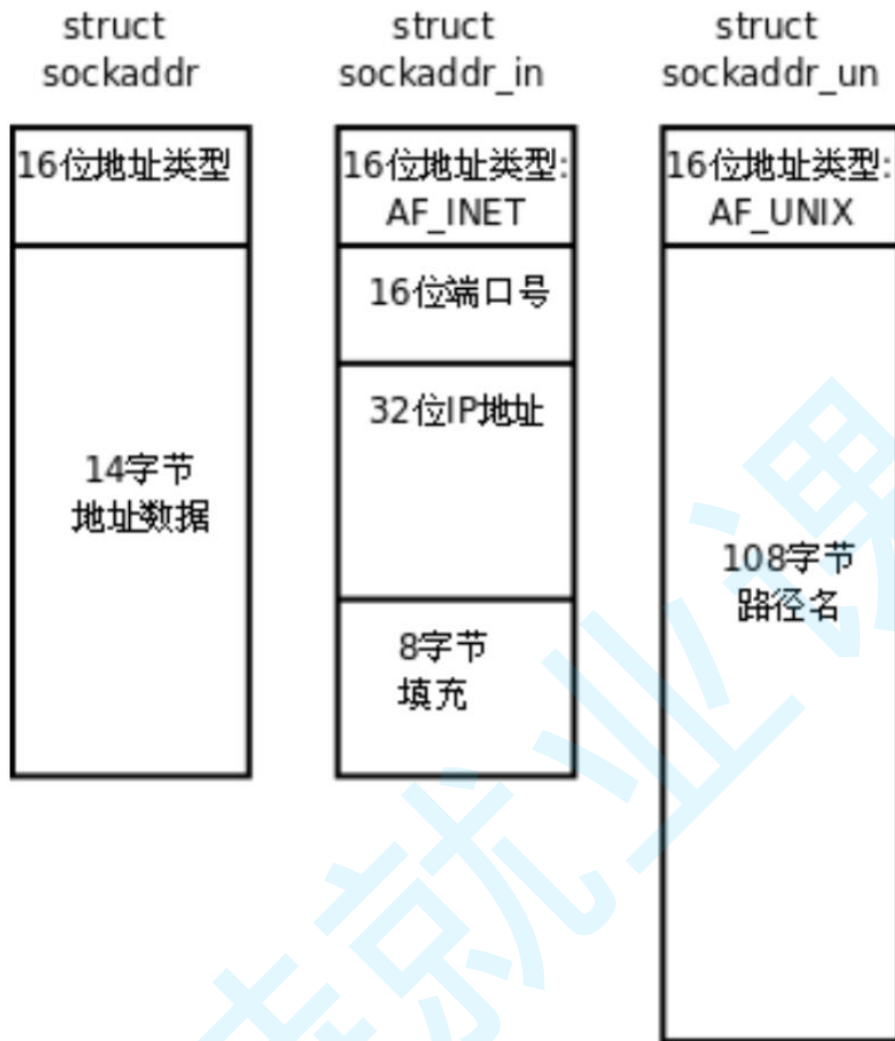 struct
sockaddr
16位地址类型
14字节
地址数据
struct
sockaddr_in
16位地址类型:
AF_INET
16位端口号
32位IP地址
8字节
填充
struct
sockaddr_un
16位地址类型:
AF_UNIX
108字节
路径名
就业课